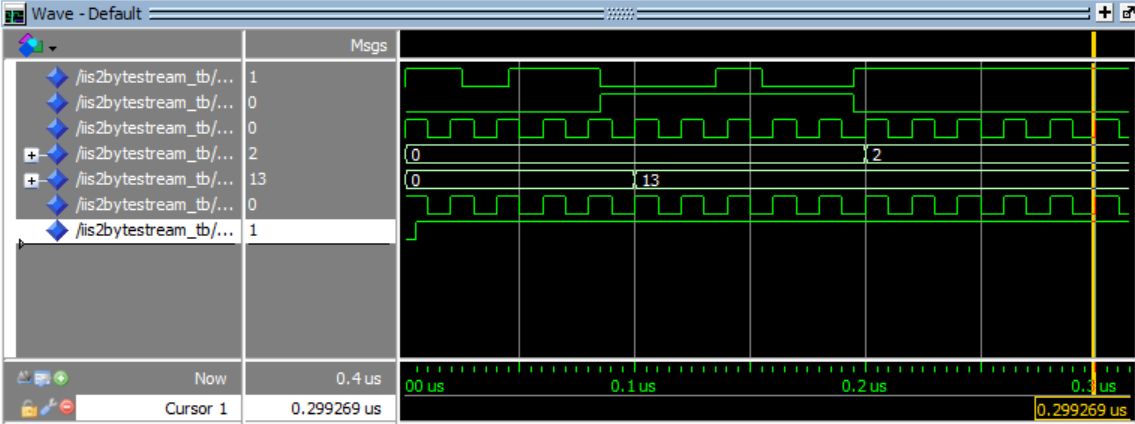 Wave - Default
Msgs
/iis2bytestream_tb/... 1
/iis2bytestream_tb/... 0
/iis2bytestream_tb/... 0
/iis2bytestream_tb/... 2 0 2
/iis2bytestream_tb/... 13 0 13
/iis2bytestream_tb/... 0
/iis2bytestream_tb/... 1
Now 0.4 us 00 us 0.1 us 0.2 us 0.3 us
Cursor 1 0.299269 us 0.299269 us